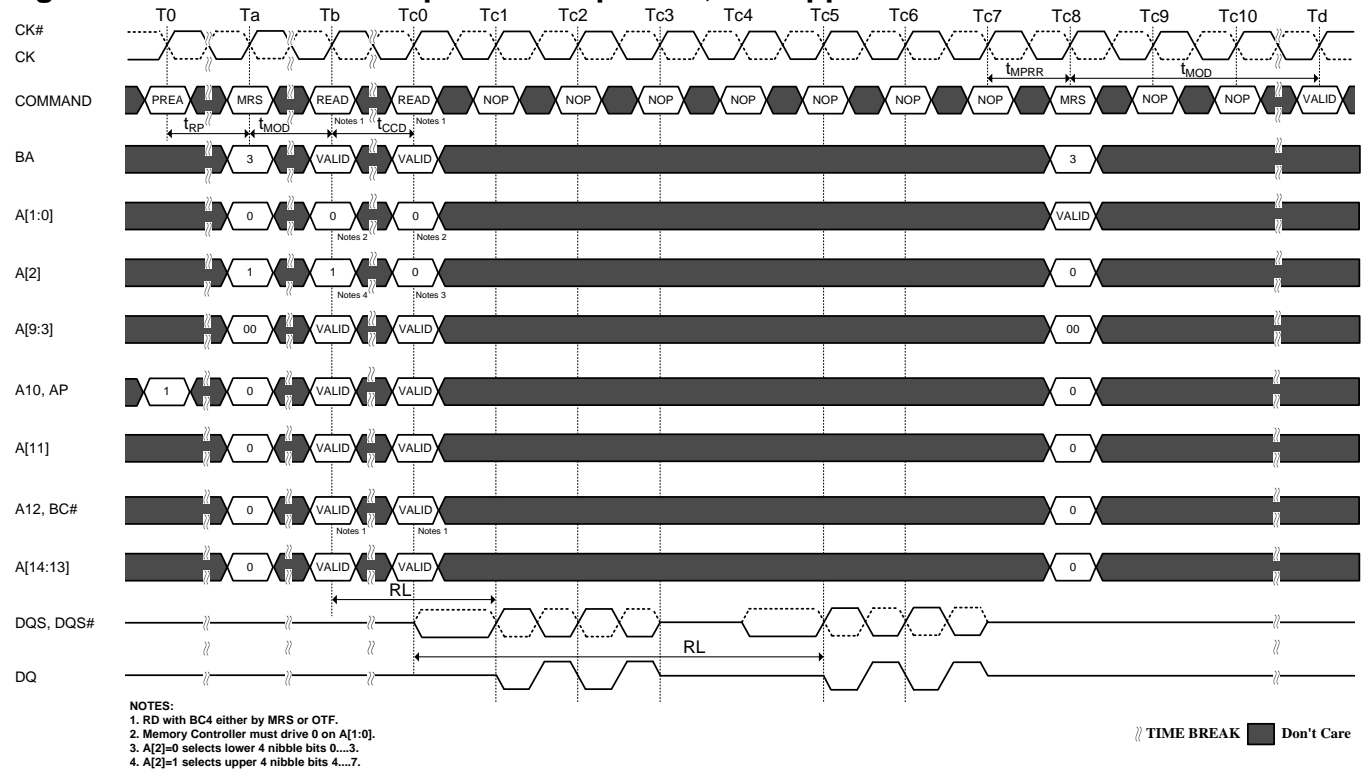 T0 Ta Tb Tc0 Tc1 Tc2 Tc3 Tc4 Tc5 Tc6 Tc7 Tc8 Tc9 Tc10 Td
CK#
CK
tMPRR tMOD
COMMAND PREA MRS READ READ NOP NOP NOP NOP NOP NOP NOP MRS NOP NOP VALID
Notes 1 Notes 1
tRP tMOD tCCD
BA 3 VALID VALID 3
A[1:0] 0 0 0 VALID
Notes 2 Notes 2
A[2] 1 1 0 0
Notes 4 Notes 3
A[9:3] 00 VALID VALID 00
A10, AP 1 0 VALID VALID 0
A[11] 0 VALID VALID 0
A12, BC# 0 VALID VALID 0
Notes 1 Notes 1
A[14:13] 0 VALID VALID 0
RL
DQS, DQS#
RL
DQ
NOTES:
1. RD with BC4 either by MRS or OTF.
2. Memory Controller must drive 0 on A[1:0].
3. A[2]=0 selects lower 4 nibble bits 0....3.
4. A[2]=1 selects upper 4 nibble bits 4....7.
TIME BREAK Don't Care